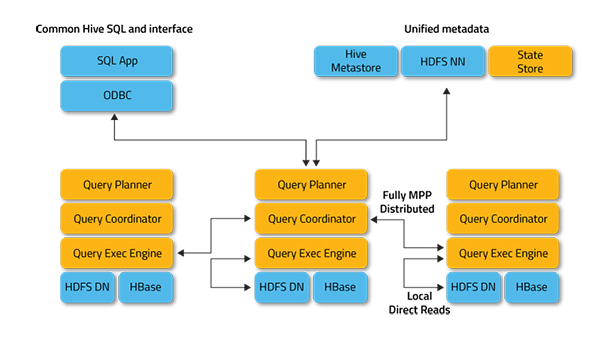 Common Hive SQL and interface
Unified metadata
SQL App
ODBC
Hive
Metastore
HDFS NN
State
Store
Query Planner
Query Coordinator
Query Exec Engine
HDFS DN
HBase
Query Planner
Query Coordinator
Query Exec Engine
HDFS DN
HBase
Fully MPP
Distributed
Local
Direct Reads
Query Planner
Query Coordinator
Query Exec Engine
HDFS DN
HBase